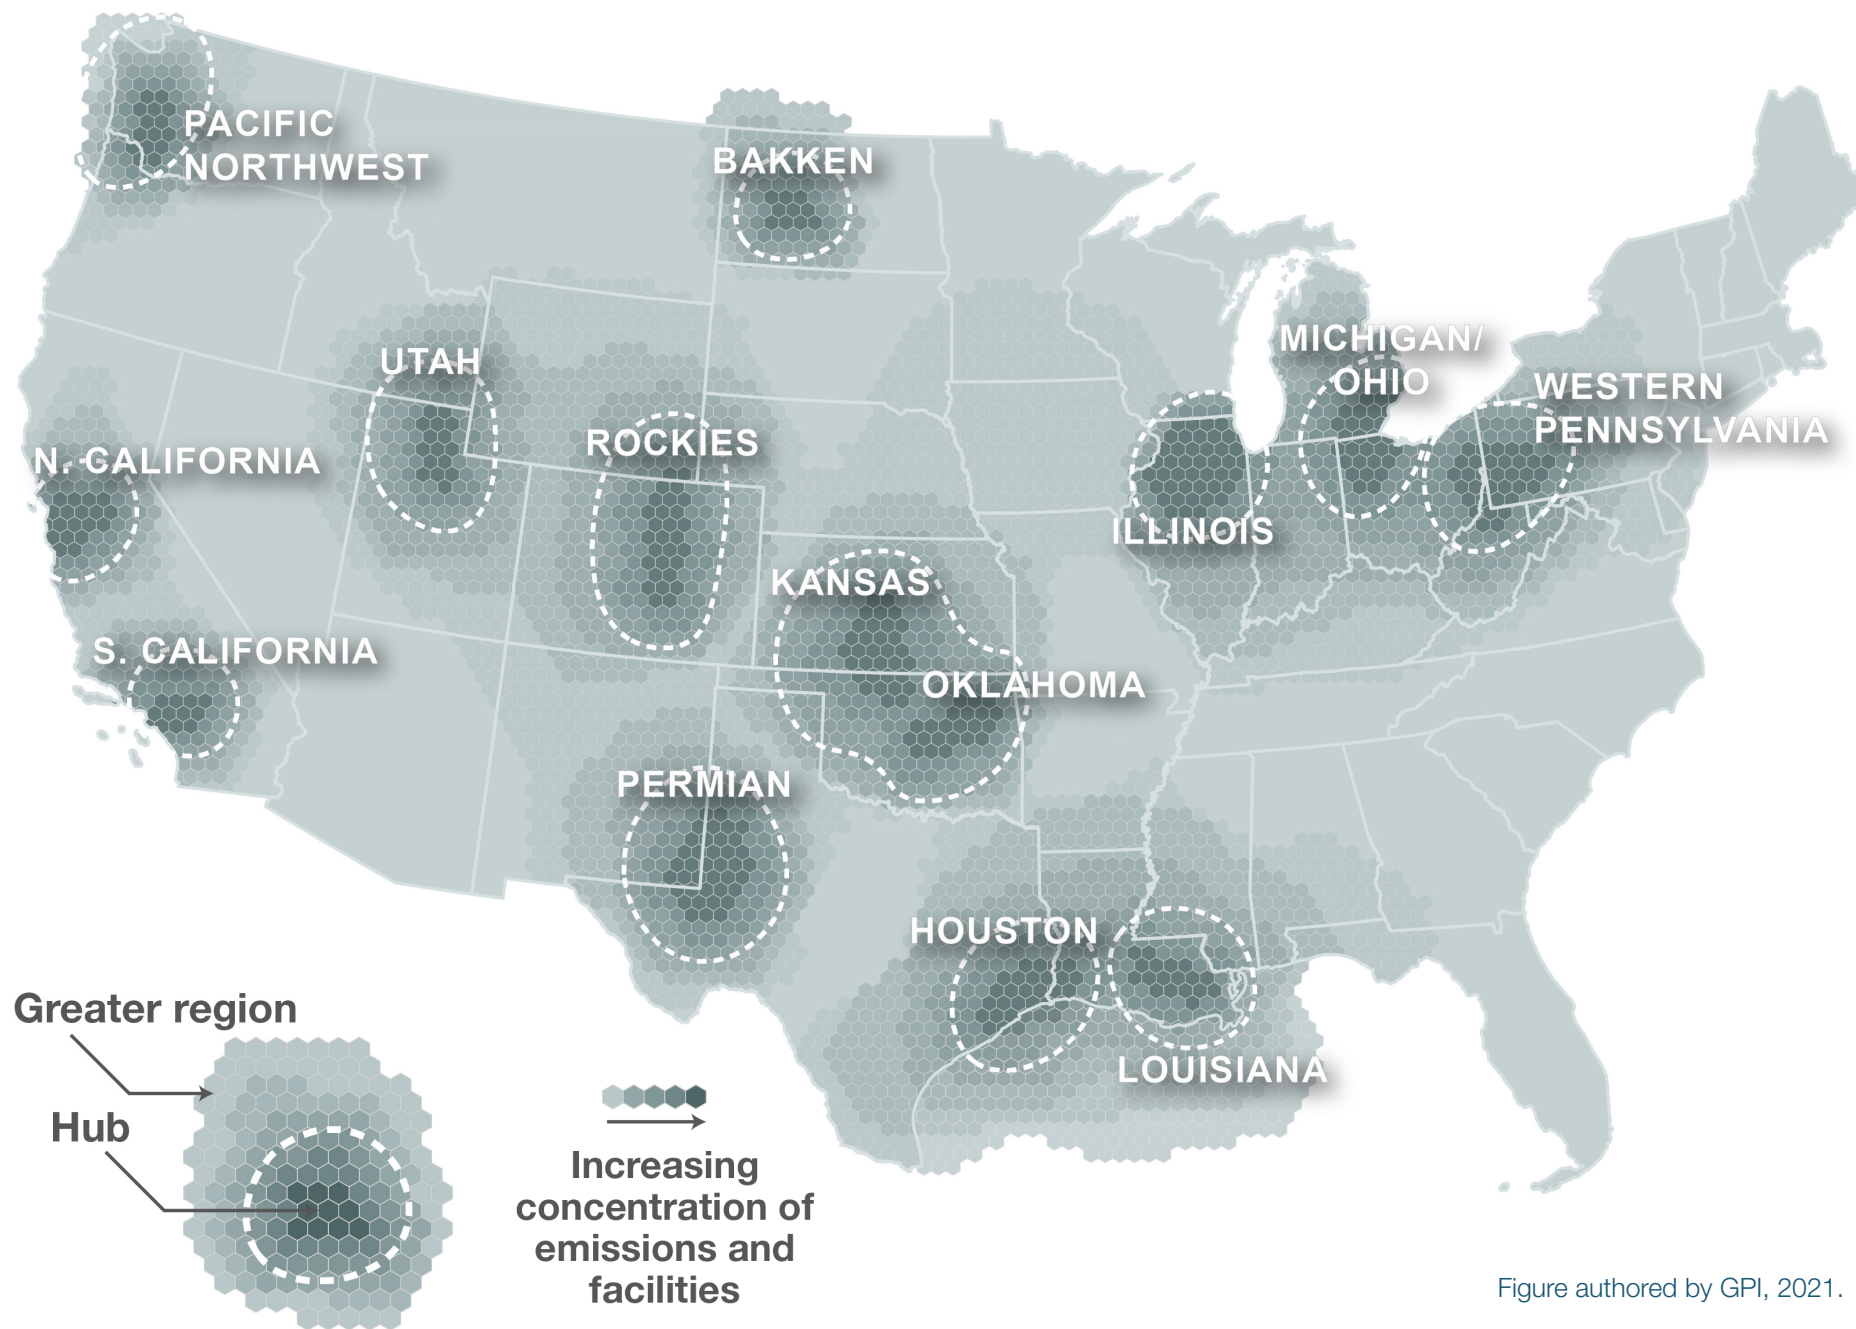 PACIFIC
NORTHWEST
BAKKEN
UTAH
ROCKIES
MICHIGAN/
OHIO
WESTERN
PENNSYLVANIA
N. CALIFORNIA
ILLINOIS
KANSAS
S. CALIFORNIA
OKLAHOMA
PERMIAN
HOUSTON
LOUISIANA
Greater region
Hub
Increasing
concentration of
emissions and
facilities
Figure authored by GPI, 2021.